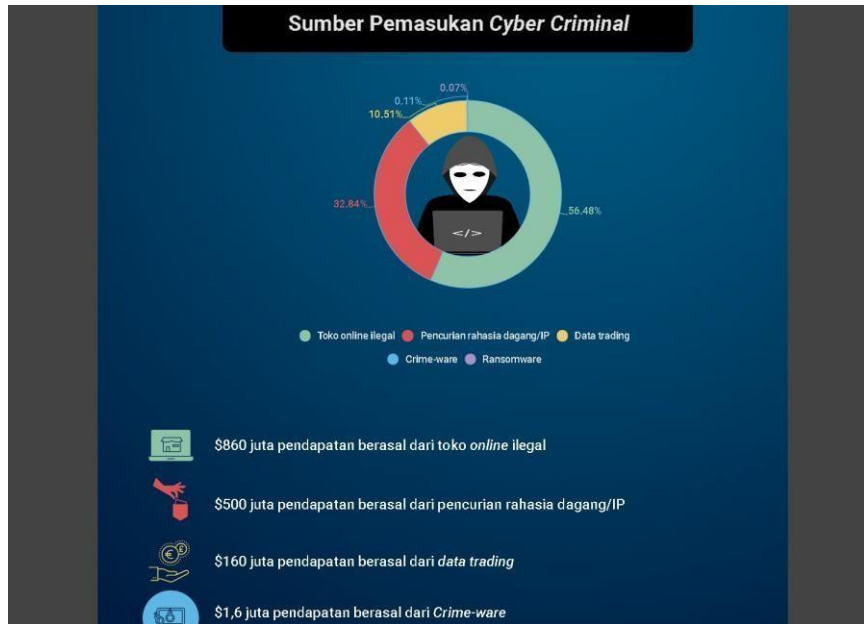 Sumber Pemasukan Cyber Criminal
0.07%
0.11%
10.51%
32.84%
56.48%
</>
Toko online ilegal Pencurian rahasia dagang/IP Data trading
Crime-ware Ransomware
$860 juta pendapatan berasal dari toko online ilegal
$500 juta pendapatan berasal dari pencurian rahasia dagang/IP
$160 juta pendapatan berasal dari data trading
$1,6 juta pendapatan berasal dari Crime-ware